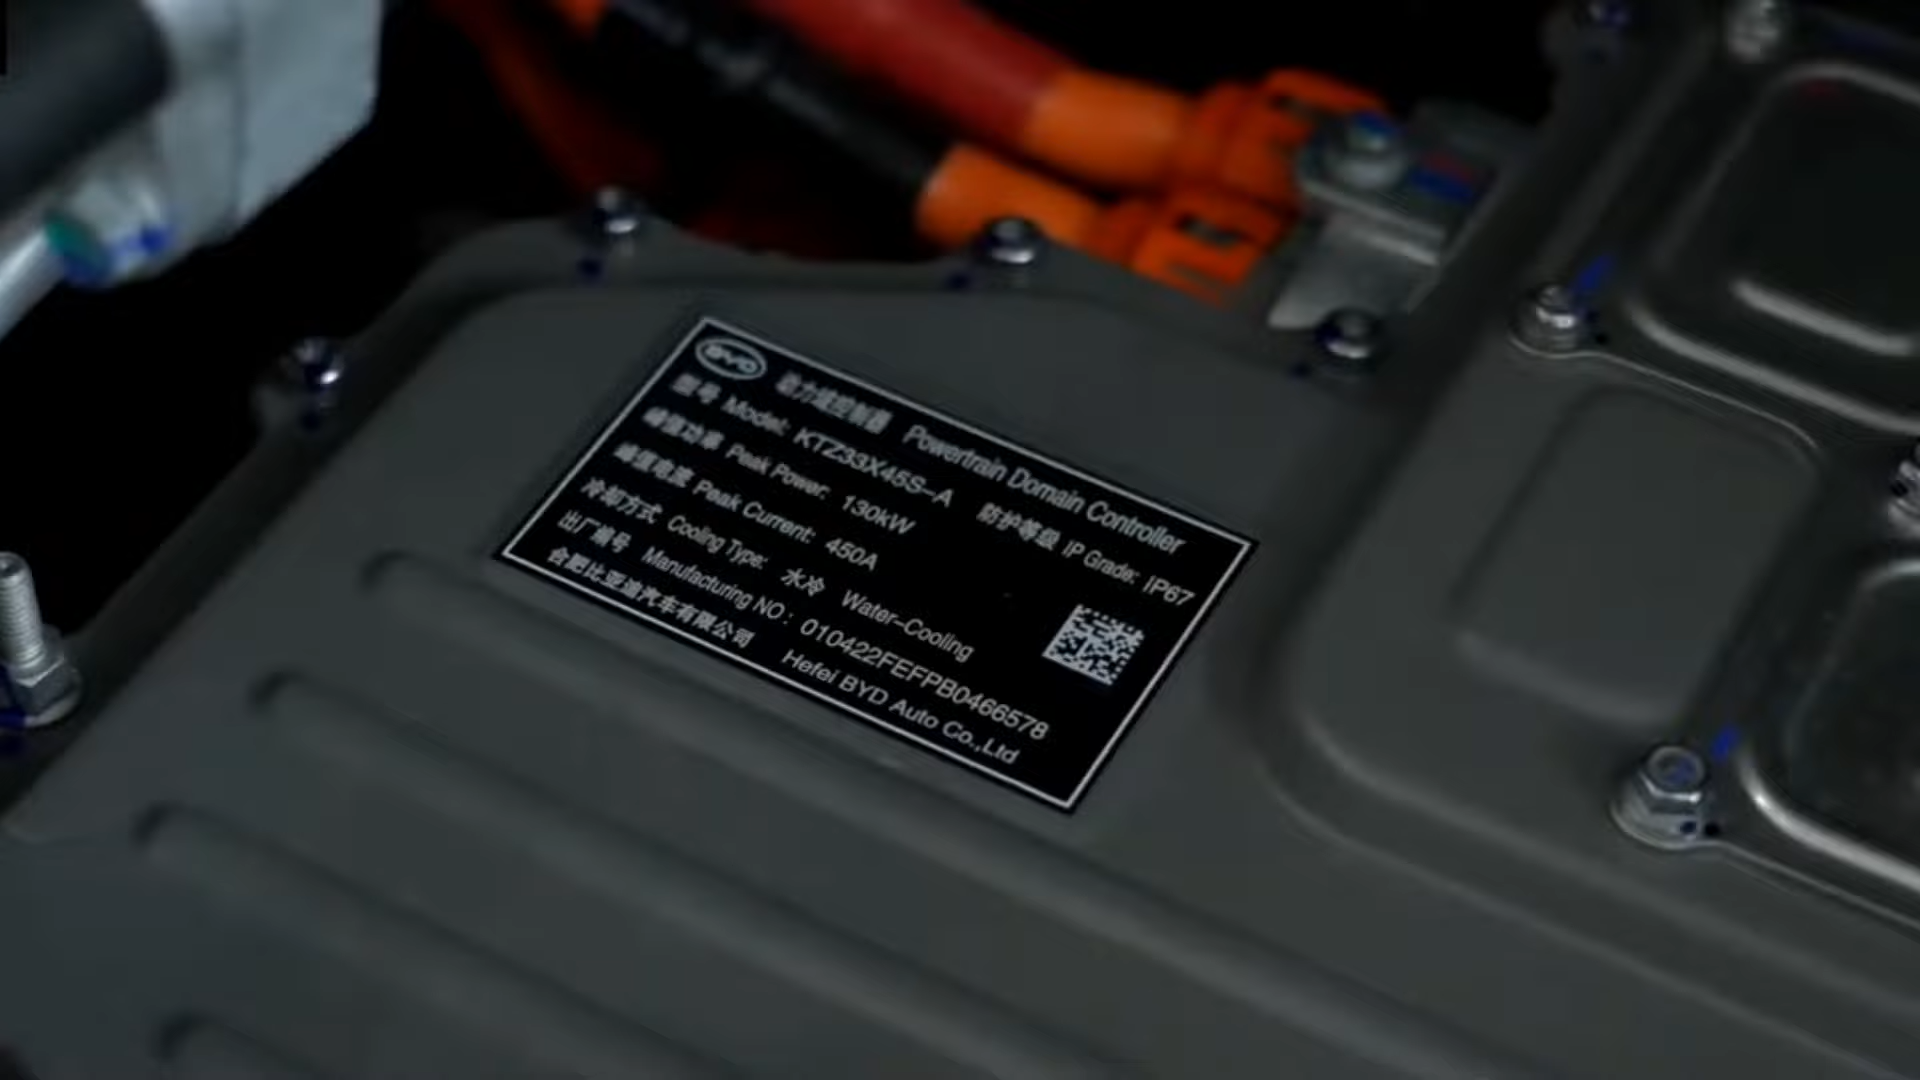 BYD 动力域控制器 Powertrain Domain Controller
型号 Model: KTZ33X45S-A 防护等级 IP Grade: IP67
峰值功率 Peak Power: 130kW
峰值电流 Peak Current: 450A
冷却方式 Cooling Type: 水冷 Water-Cooling
出厂编号 Manufacturing NO: 010422FEFPB0466578
合肥比亚迪汽车有限公司 Hefei BYD Auto Co.,Ltd